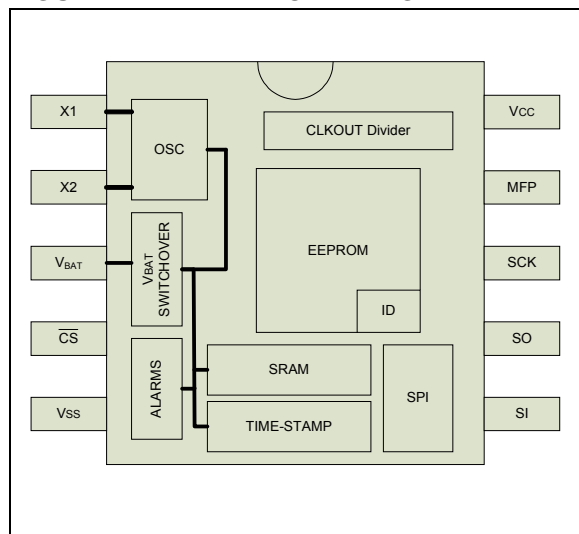 X1
X2
VBAT
CS
VSS
OSC
VBAT
SWITCHOVER
ALARMS
CLKOUT Divider
EEPROM
ID
SRAM
TIME-STAMP
SPI
VCC
MFP
SCK
SO
SI